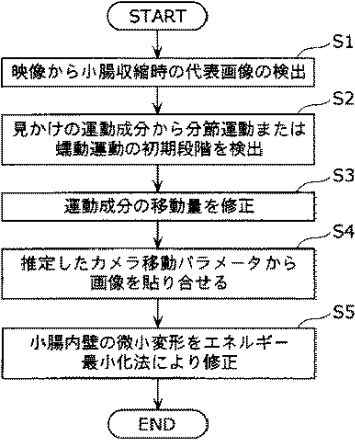 START
S1
映像から小腸収縮時の代表画像の検出
S2
見かけの運動成分から分節運動または
蠕動運動の初期段階を検出
S3
運動成分の移動量を修正
S4
推定したカメラ移動パラメータから
画像を貼り合せる
S5
小腸内壁の微小変形をエネルギー
最小化法により修正
END